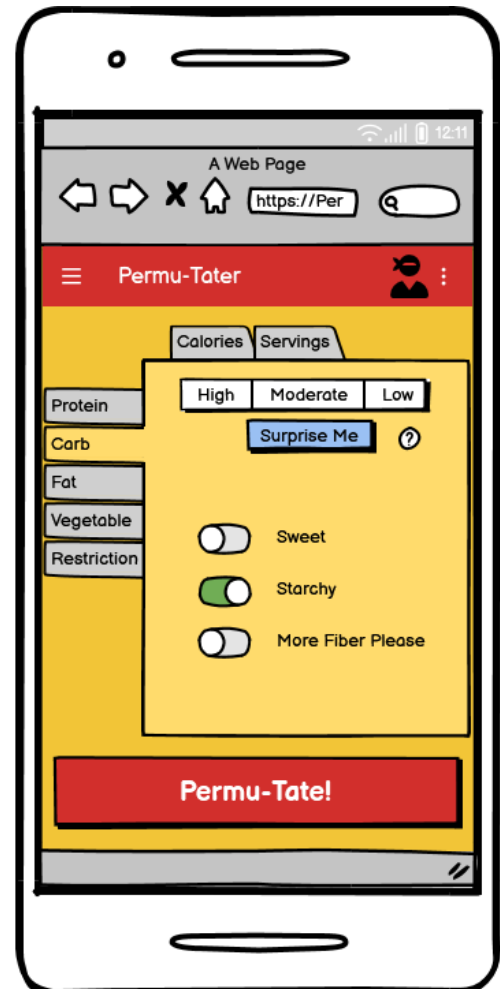 12:11
A Web Page
https://Per
Permu-Tater
Calories Servings
High Moderate Low
Surprise Me ?
Protein
Carb
Fat
Vegetable
Restriction
Sweet
Starchy
More Fiber Please
Permu-Tate!